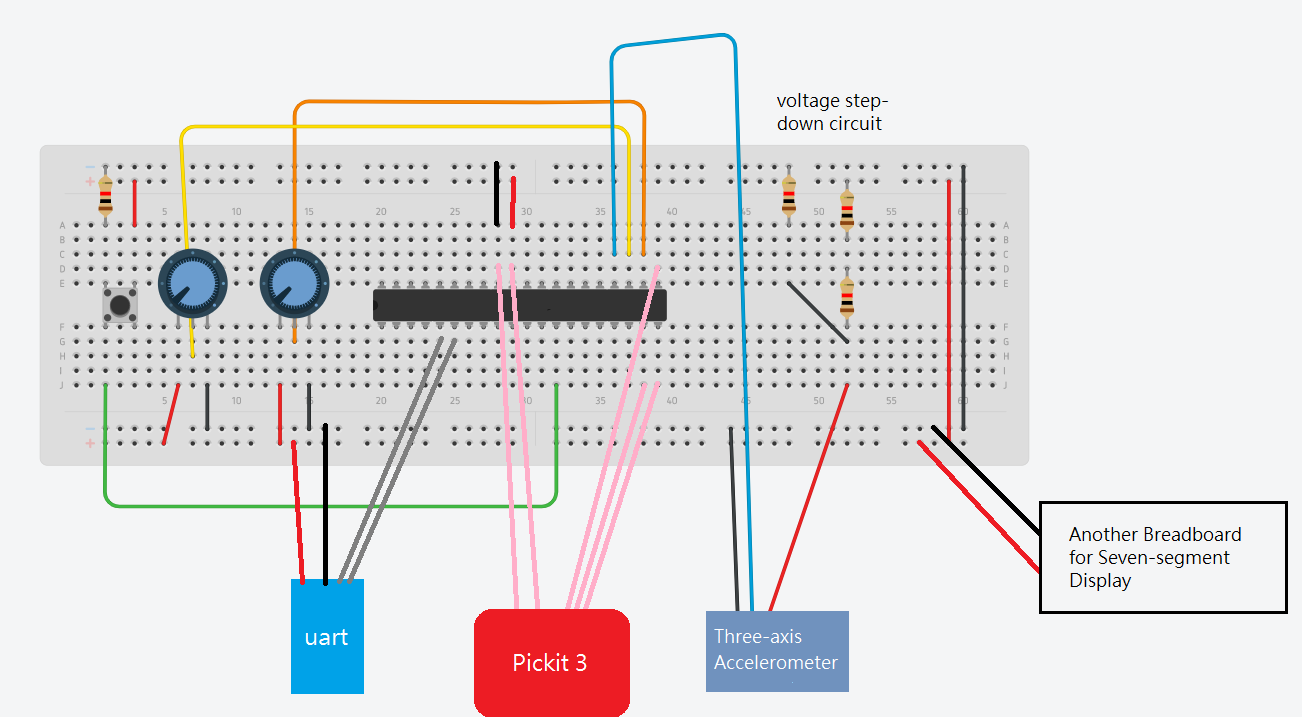 voltage step-
down circuit
− −
+ +
5 10 15 20 25 30 35 40 45 50 55 60
A A
B B
C C
D D
E E
F F
G G
H H
I I
J J
5 10 15 20 25 30 35 40 45 50 55 60
− −
+ +
Another Breadboard
for Seven-segment
Display
uart
Pickit 3
Three-axis
Accelerometer